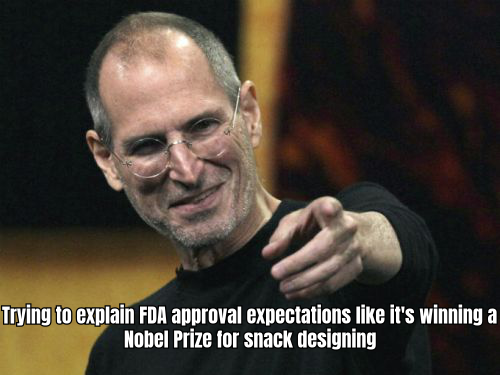 Trying to explain FDA approval expectations like it's winning a
Nobel Prize for snack designing